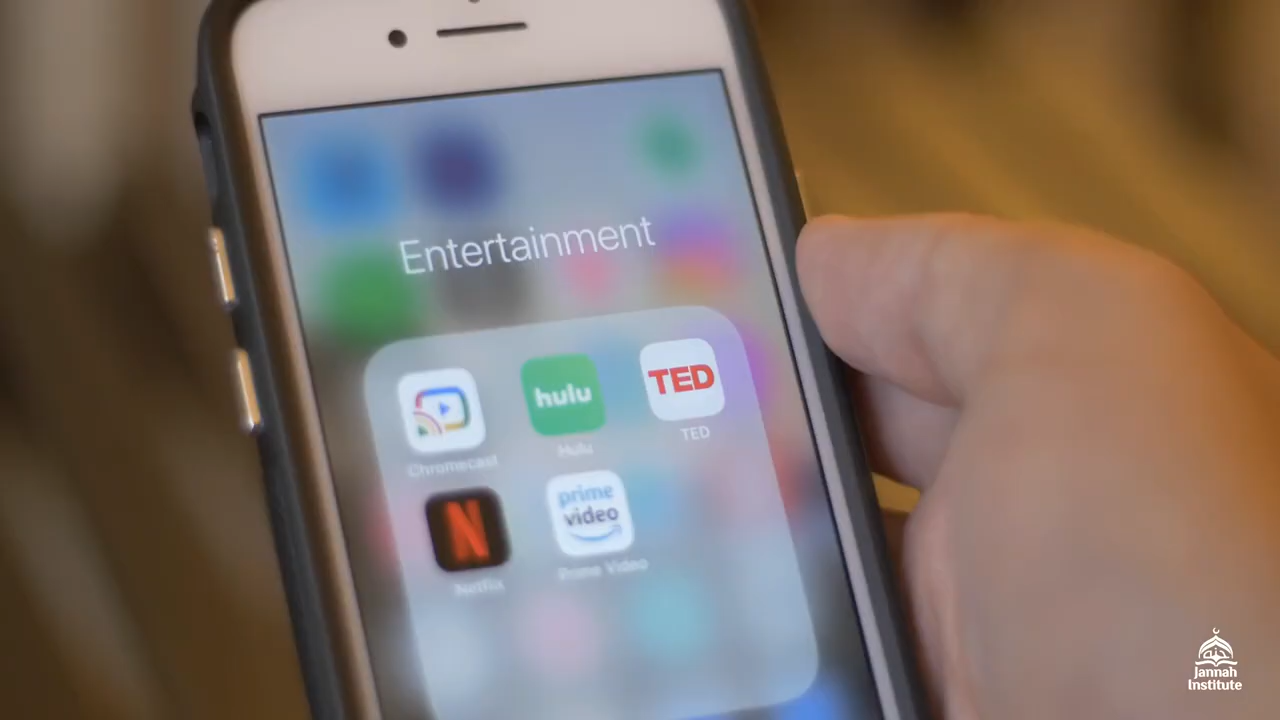 Entertainment
hulu
TED
Chromecast
Hulu
TED
N
prime
video
Netflix
Prime Video
jannah
Institute